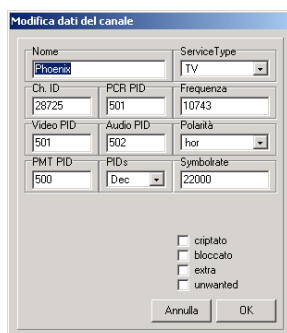 Modifica dati del canale
Nome ServiceType
Phoenix TV
Ch. ID PCR PID Frequenza
28725 501 10743
Video PID Audio PID Polarità
501 502 hor
PMT PID PIDs Symbolrate
500 Dec 22000
criptato
bloccato
extra
unwanted
Annulla OK